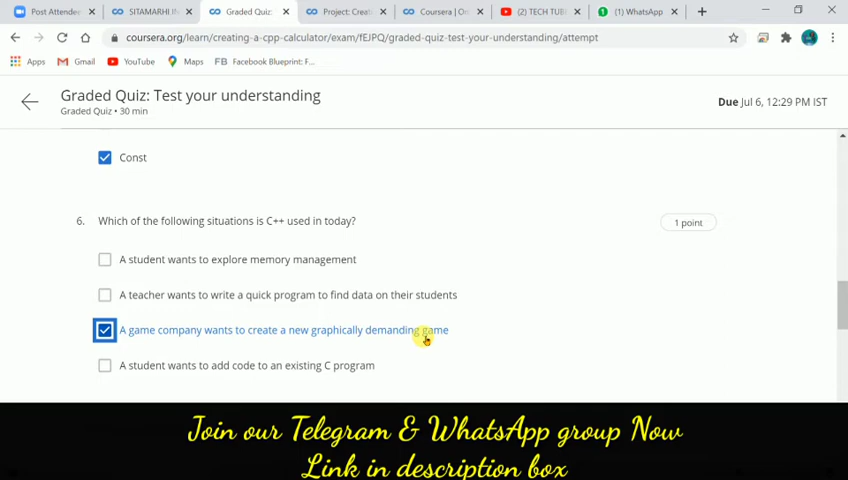 Post Attendee
SITAMARHI IN
Graded Quiz:
Project: Creat
Coursera | On
(2) TECH TUB
(1) WhatsApp
coursera.org/learn/creating-a-cpp-calculator/exam/fEJPQ/graded-quiz-test-your-understanding/attempt
Apps
Gmail
YouTube
Maps
FB
Facebook Blueprint: F...
Graded Quiz: Test your understanding
Graded Quiz • 30 min
Due Jul 6, 12:29 PM IST
Const
6. Which of the following situations is C++ used in today?
1 point
A student wants to explore memory management
A teacher wants to write a quick program to find data on their students
A game company wants to create a new graphically demanding game
A student wants to add code to an existing C program
Join our Telegram & WhatsApp group Now
Link in description box